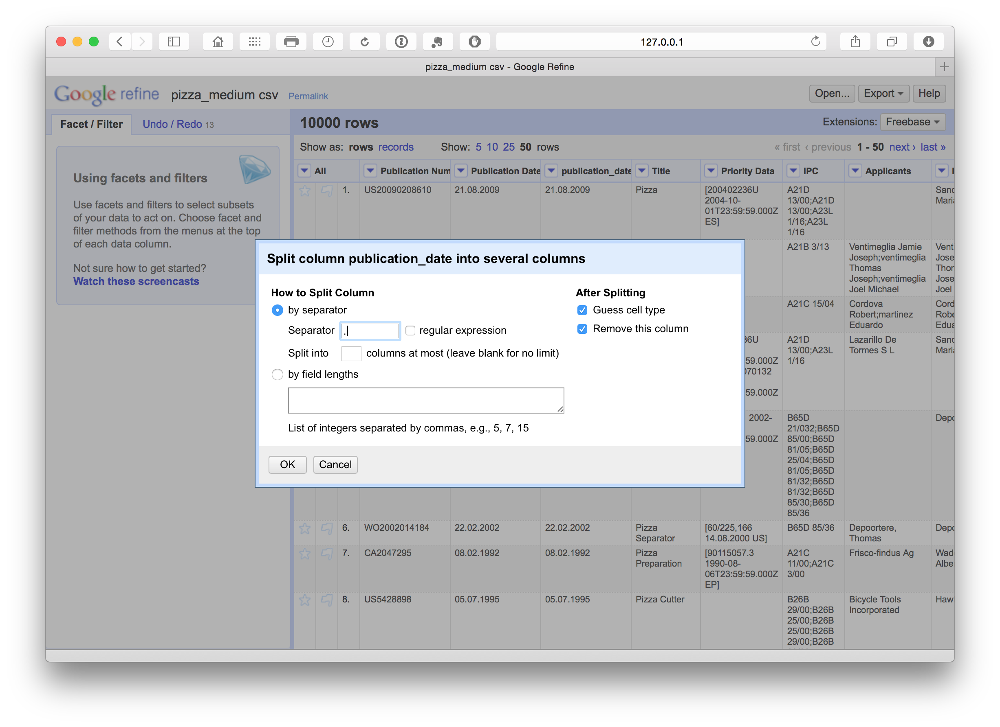 127.0.0.1
pizza_medium csv - Google Refine
Google refine pizza_medium csv Permalink
Open... Export Help
Facet / Filter Undo / Redo 13
10000 rows
Extensions: Freebase
Show as: rows records Show: 5 10 25 50 rows
« first ‹ previous 1 - 50 next › last »
Using facets and filters
Use facets and filters to select subsets
of your data to act on. Choose facet and
filter methods from the menus at the top
of each data column.
Not sure how to get started?
Watch these screencasts
All Publication Num Publication Date publication_date Title Priority Data IPC Applicants
1. US20090208610 21.08.2009 21.08.2009 Pizza [200402236U A21D Sanc
2004-10- 13/00;A21D Maria
01T23:59:59.000Z 13/00;A23L
ES] 1/16;A23L
1/16
A21B 3/13 Ventimeglia Jamie Venti
Joseph;ventimeglia Jose
Thomas Thon
Joseph;ventimeglia Jose
Joel Michael Joel
A21C 15/04 Cordova Cord
Robert;martinez Robe
Eduardo Edua
36U A21D Lazarillo De Sanc
13/00;A23L Tormes S L Maria
59.000Z 1/16
070132
59.000Z
2002- B65D Depo
21/032;B65D
59.000Z 85/00;B65D
81/05;B65D
25/04;B65D
81/05;B65D
81/32;B65D
81/32;B65D
85/30;B65D
85/36
Split column publication_date into several columns
How to Split Column
by separator
Separator . regular expression
Split into columns at most (leave blank for no limit)
by field lengths
List of integers separated by commas, e.g., 5, 7, 15
After Splitting
Guess cell type
Remove this column
OK Cancel
6. WO2002014184 22.02.2002 22.02.2002 Pizza [60/225,166 B65D 85/36 Depoortere, Depo
Separator 14.08.2000 US] Thomas
7. CA2047295 08.02.1992 08.02.1992 Pizza [90115057.3 A21C Frisco-findus Ag Wad
Preparation 1990-08- 11/00;A21C Albe
06T23:59:59.000Z 3/00
EP]
8. US5428898 05.07.1995 05.07.1995 Pizza Cutter B26B Bicycle Tools Haw
29/00;B26B Incorporated
25/00;B26B
25/00;B26B
29/00;B26B